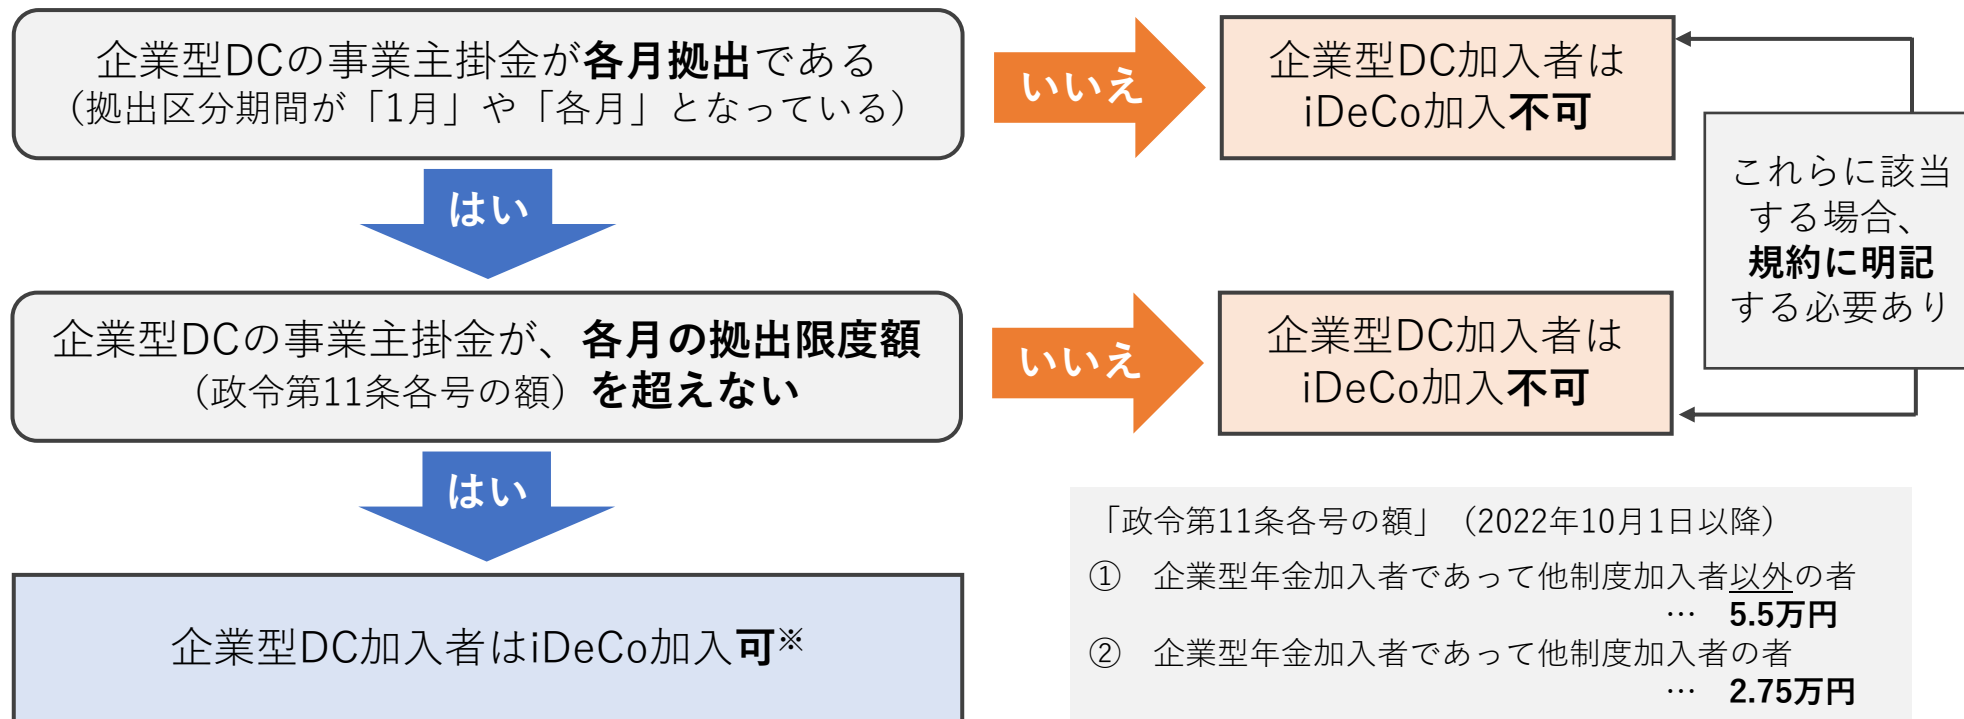 企業型DCの事業主掛金が各月拠出である
（拠出区分期間が「1月」や「各月」となっている）
いいえ
企業型DC加入者は
iDeCo加入不可
はい
これらに該当
する場合、
規約に明記
する必要あり
企業型DCの事業主掛金が、各月の拠出限度額
（政令第11条各号の額）を超えない
いいえ
企業型DC加入者は
iDeCo加入不可
はい
企業型DC加入者はiDeCo加入可※
「政令第11条各号の額」（2022年10月1日以降）
① 企業型年金加入者であって他制度加入者以外の者
… 5.5万円
② 企業型年金加入者であって他制度加入者の者
… 2.75万円